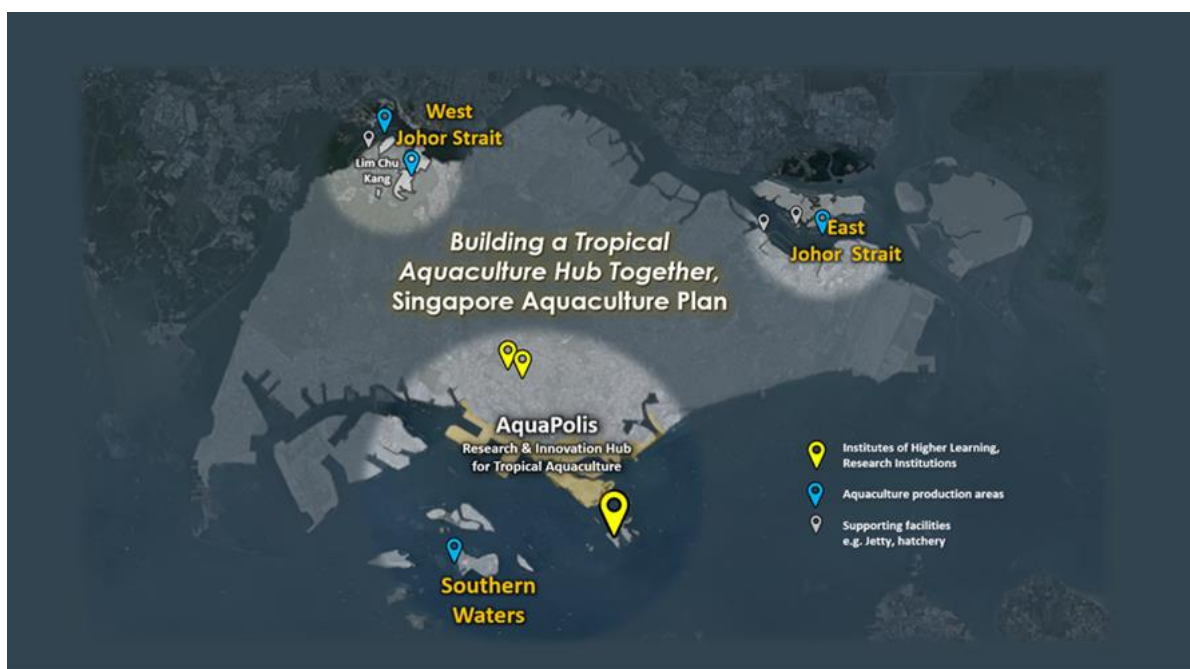 West
Johor Strait
Lim Chu
Kang
East
Johor Strait
Building a Tropical
Aquaculture Hub Together,
Singapore Aquaculture Plan
AquaPolis
Research & Innovation Hub
for Tropical Aquaculture
Institutes of Higher Learning,
Research Institutions
Aquaculture production areas
Supporting facilities
e.g. Jetty, hatchery
Southern
Waters